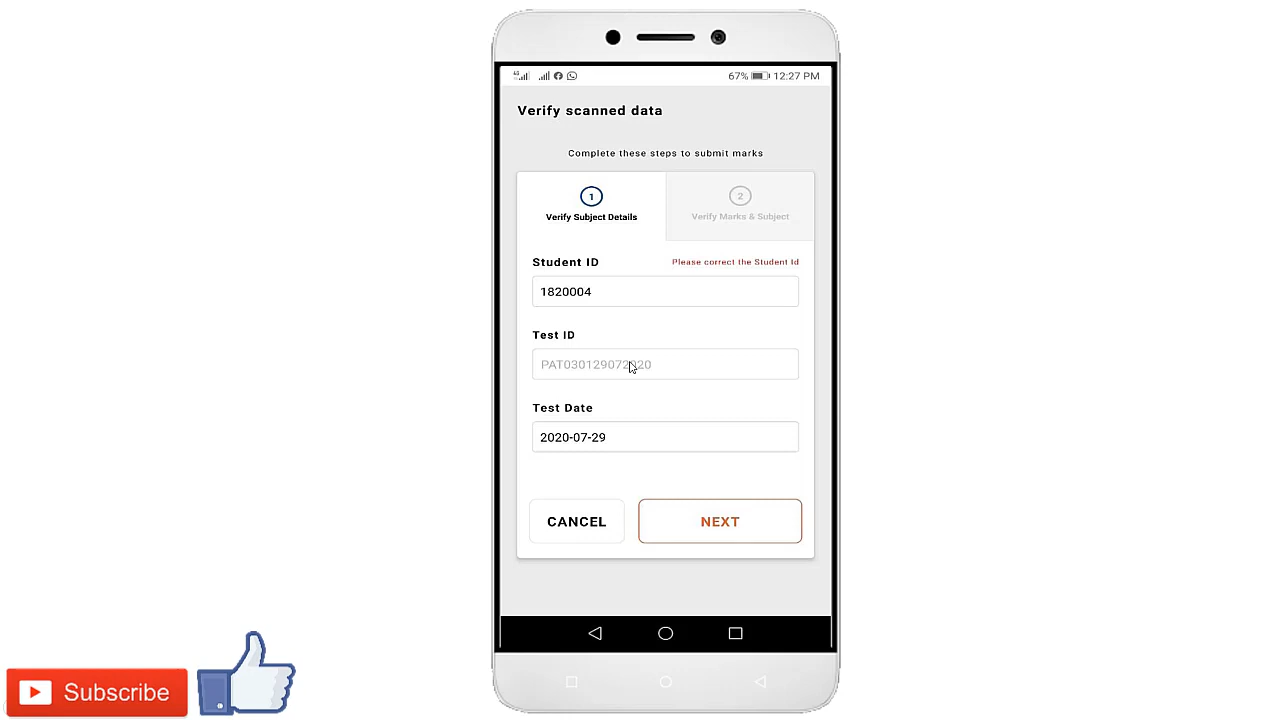 4G 67% 12:27 PM
Verify scanned data
Complete these steps to submit marks
1 2
Verify Subject Details Verify Marks & Subject
Student ID Please correct the Student Id
1820004
Test ID
PAT030129072020
Test Date
2020-07-29
CANCEL NEXT
Subscribe